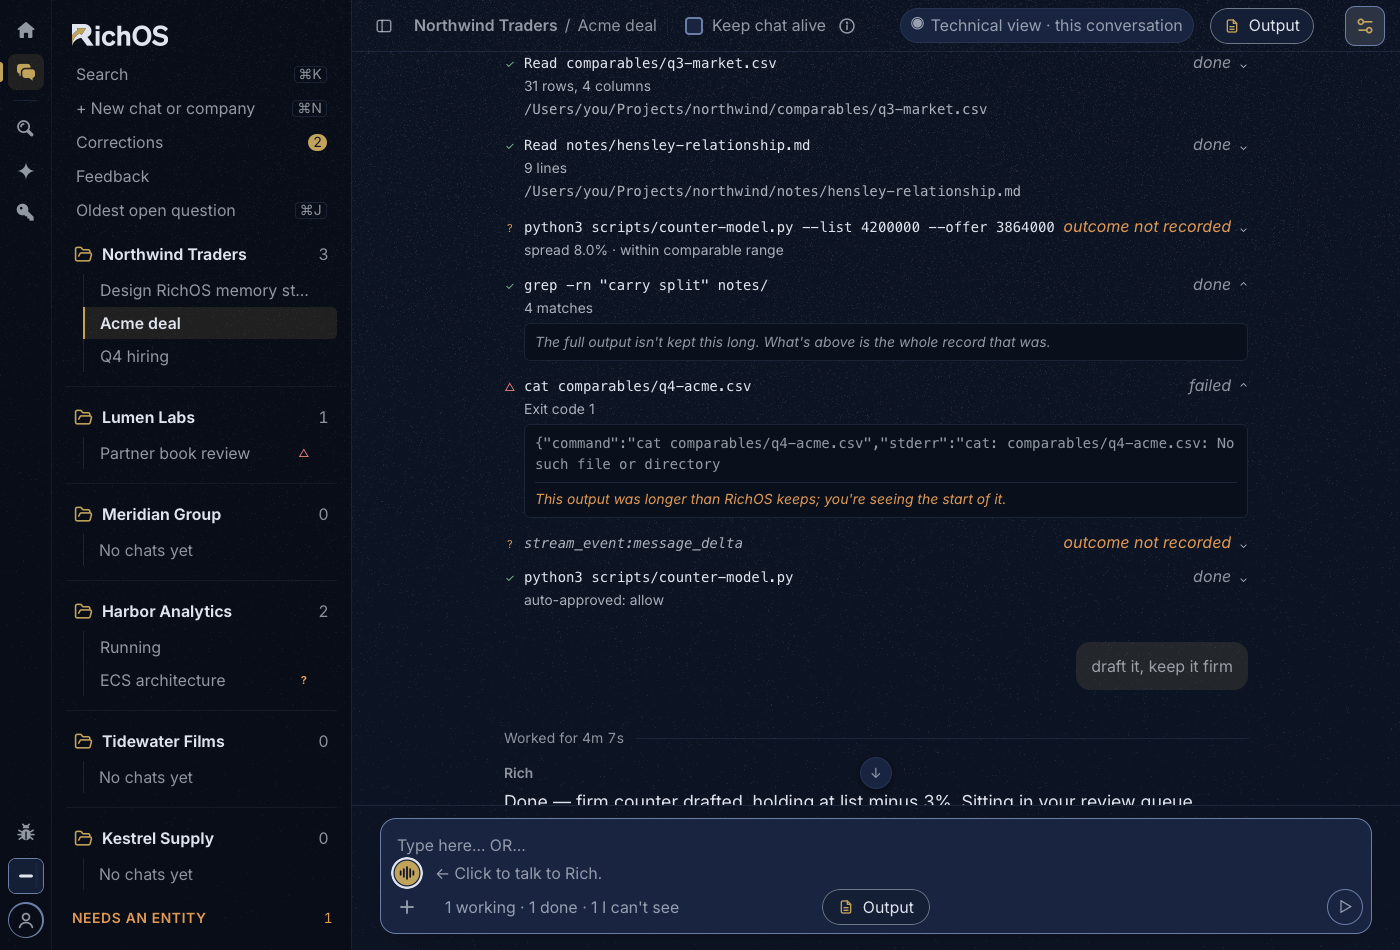 RichOS
Search ⌘K
+ New chat or company ⌘N
Corrections 2
Feedback
Oldest open question ⌘J
Northwind Traders 3
Design RichOS memory st...
Acme deal
Q4 hiring
Lumen Labs 1
Partner book review
Meridian Group 0
No chats yet
Harbor Analytics 2
Running
ECS architecture ?
Tidewater Films 0
No chats yet
Kestrel Supply 0
No chats yet
NEEDS AN ENTITY 1
Northwind Traders / Acme deal
Keep chat alive
Technical view · this conversation
Output
✓ Read comparables/q3-market.csv done
31 rows, 4 columns
/Users/you/Projects/northwind/comparables/q3-market.csv
✓ Read notes/hensley-relationship.md done
9 lines
/Users/you/Projects/northwind/notes/hensley-relationship.md
? python3 scripts/counter-model.py --list 4200000 --offer 3864000 outcome not recorded
spread 8.0% · within comparable range
✓ grep -rn "carry split" notes/ done
4 matches
The full output isn't kept this long. What's above is the whole record that was.
cat comparables/q4-acme.csv failed
Exit code 1
{"command":"cat comparables/q4-acme.csv","stderr":"cat: comparables/q4-acme.csv: No
such file or directory
This output was longer than RichOS keeps; you're seeing the start of it.
? stream_event:message_delta outcome not recorded
✓ python3 scripts/counter-model.py done
auto-approved: allow
draft it, keep it firm
Worked for 4m 7s
Rich
Done — firm counter drafted, holding at list minus 3%. Sitting in your review queue
Type here... OR...
← Click to talk to Rich.
1 working · 1 done · 1 I can't see
Output